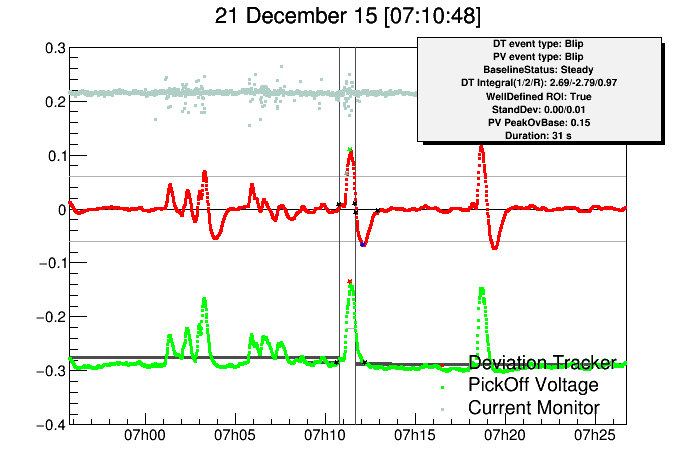 21 December 15 [07:10:48]
DT event type: Blip
PV event type: Blip
BaselineStatus: Steady
DT Integral(1/2/R): 2.69/-2.79/0.97
WellDefined ROI: True
StandDev: 0.00/0.01
PV PeakOvBase: 0.15
Duration: 31 s
0.3
0.2
0.1
0
−0.1
−0.2
−0.3
−0.4
Deviation Tracker
PickOff Voltage
Current Monitor
07h00 07h05 07h10 07h15 07h20 07h25